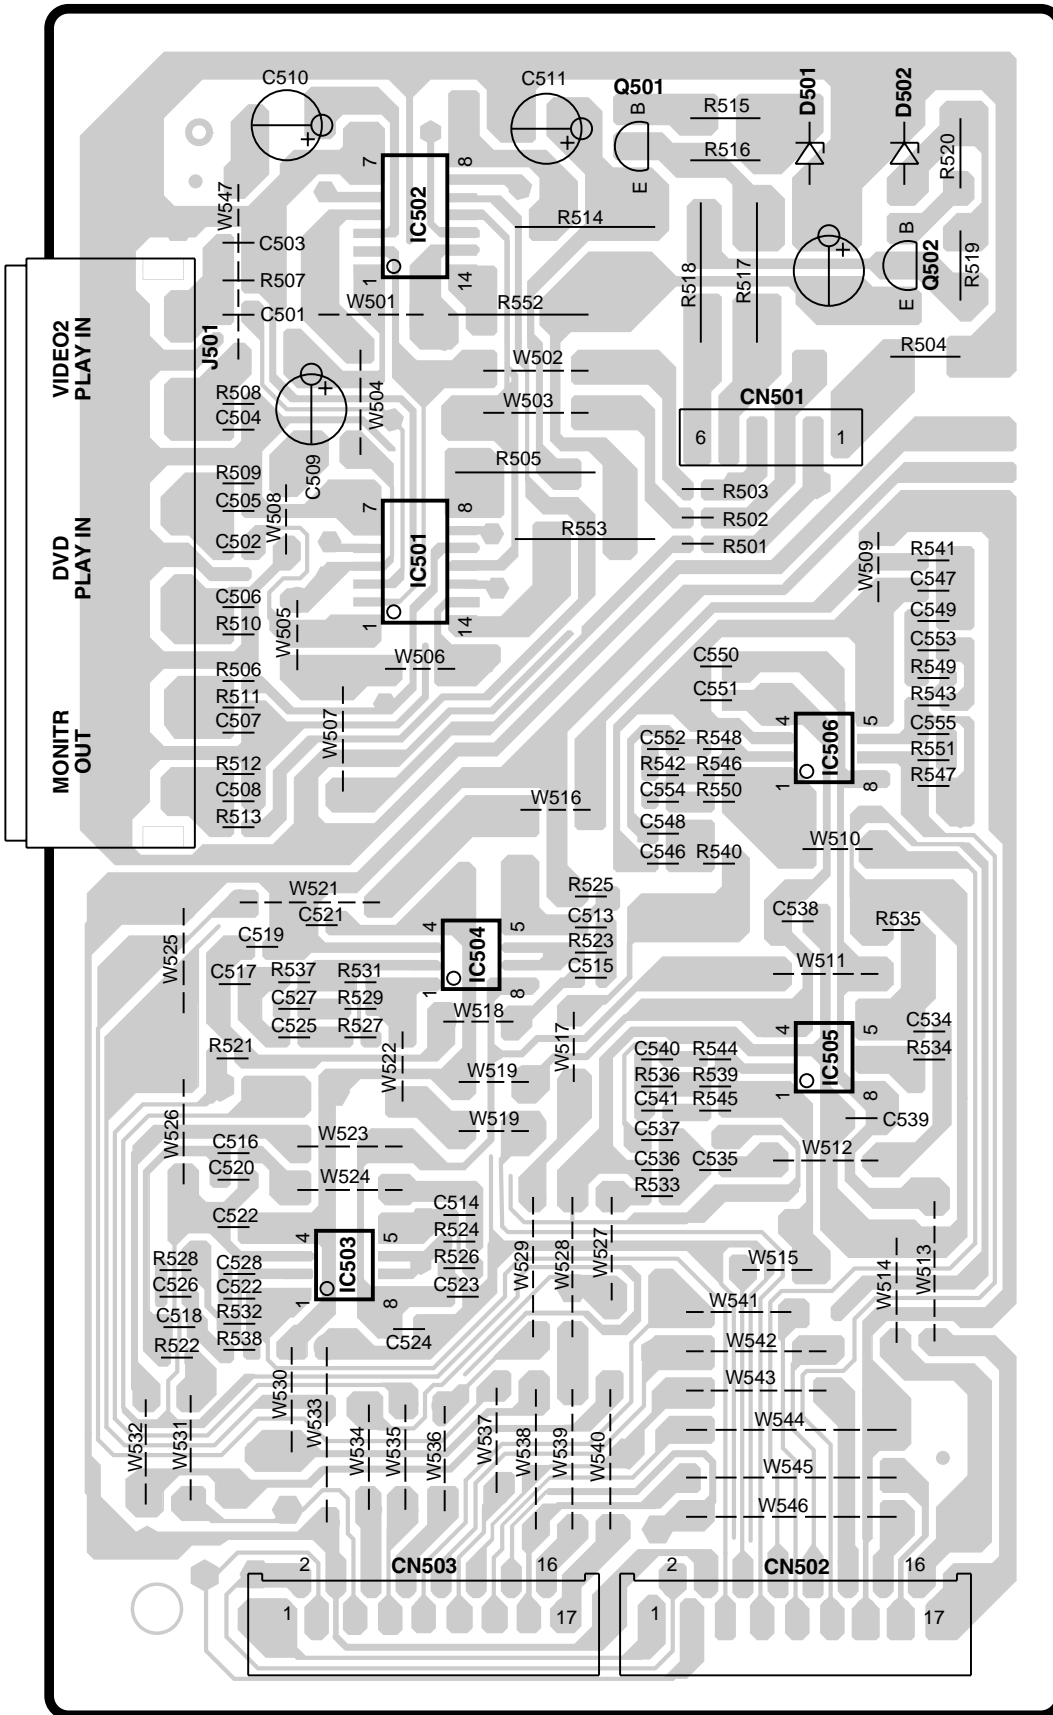 C510
C511
Q501
B
E
R515
R516
D501
D502
R520
7
8
IC502
1
14
W547
C503
R507
C501
W501
R552
R514
R518
R517
B
Q502
E
R519
R504
J501
VIDEO2
PLAY IN
DVD
PLAY IN
MONITR
OUT
W502
W503
W504
R508
C504
C509
CN501
6
1
R505
R503
R502
R501
R509
C505
W508
C502
7
8
IC501
1
14
R553
W509
R541
C547
C549
C553
R549
R543
C555
R551
R547
C506
R510
W505
W506
R506
R511
C507
W507
R512
C508
R513
C550
C551
4
5
IC506
1
8
C552
R548
R542
R546
C554
R550
C548
C546
R540
W516
W510
W521
C521
R525
C513
R523
C515
C538
R535
W525
C519
C517
R537
R531
C527
R529
C525
R527
4
5
IC504
1
8
W511
W518
W517
R521
W522
W519
C540
R544
R536
R539
C541
R545
C537
C536
C535
R533
4
5
IC505
1
8
C534
R534
C539
W526
W523
W519
C516
C520
W524
W512
C522
C514
R524
R526
C523
4
5
IC503
1
8
W529
W528
W527
W515
W514
W513
R528
C528
C526
C522
C518
R532
R522
R538
C524
W541
W542
W543
W544
W545
W546
W530
W533
W532
W531
W534
W535
W536
W537
W538
W539
W540
2
CN503
16
1
17
2
CN502
16
1
17